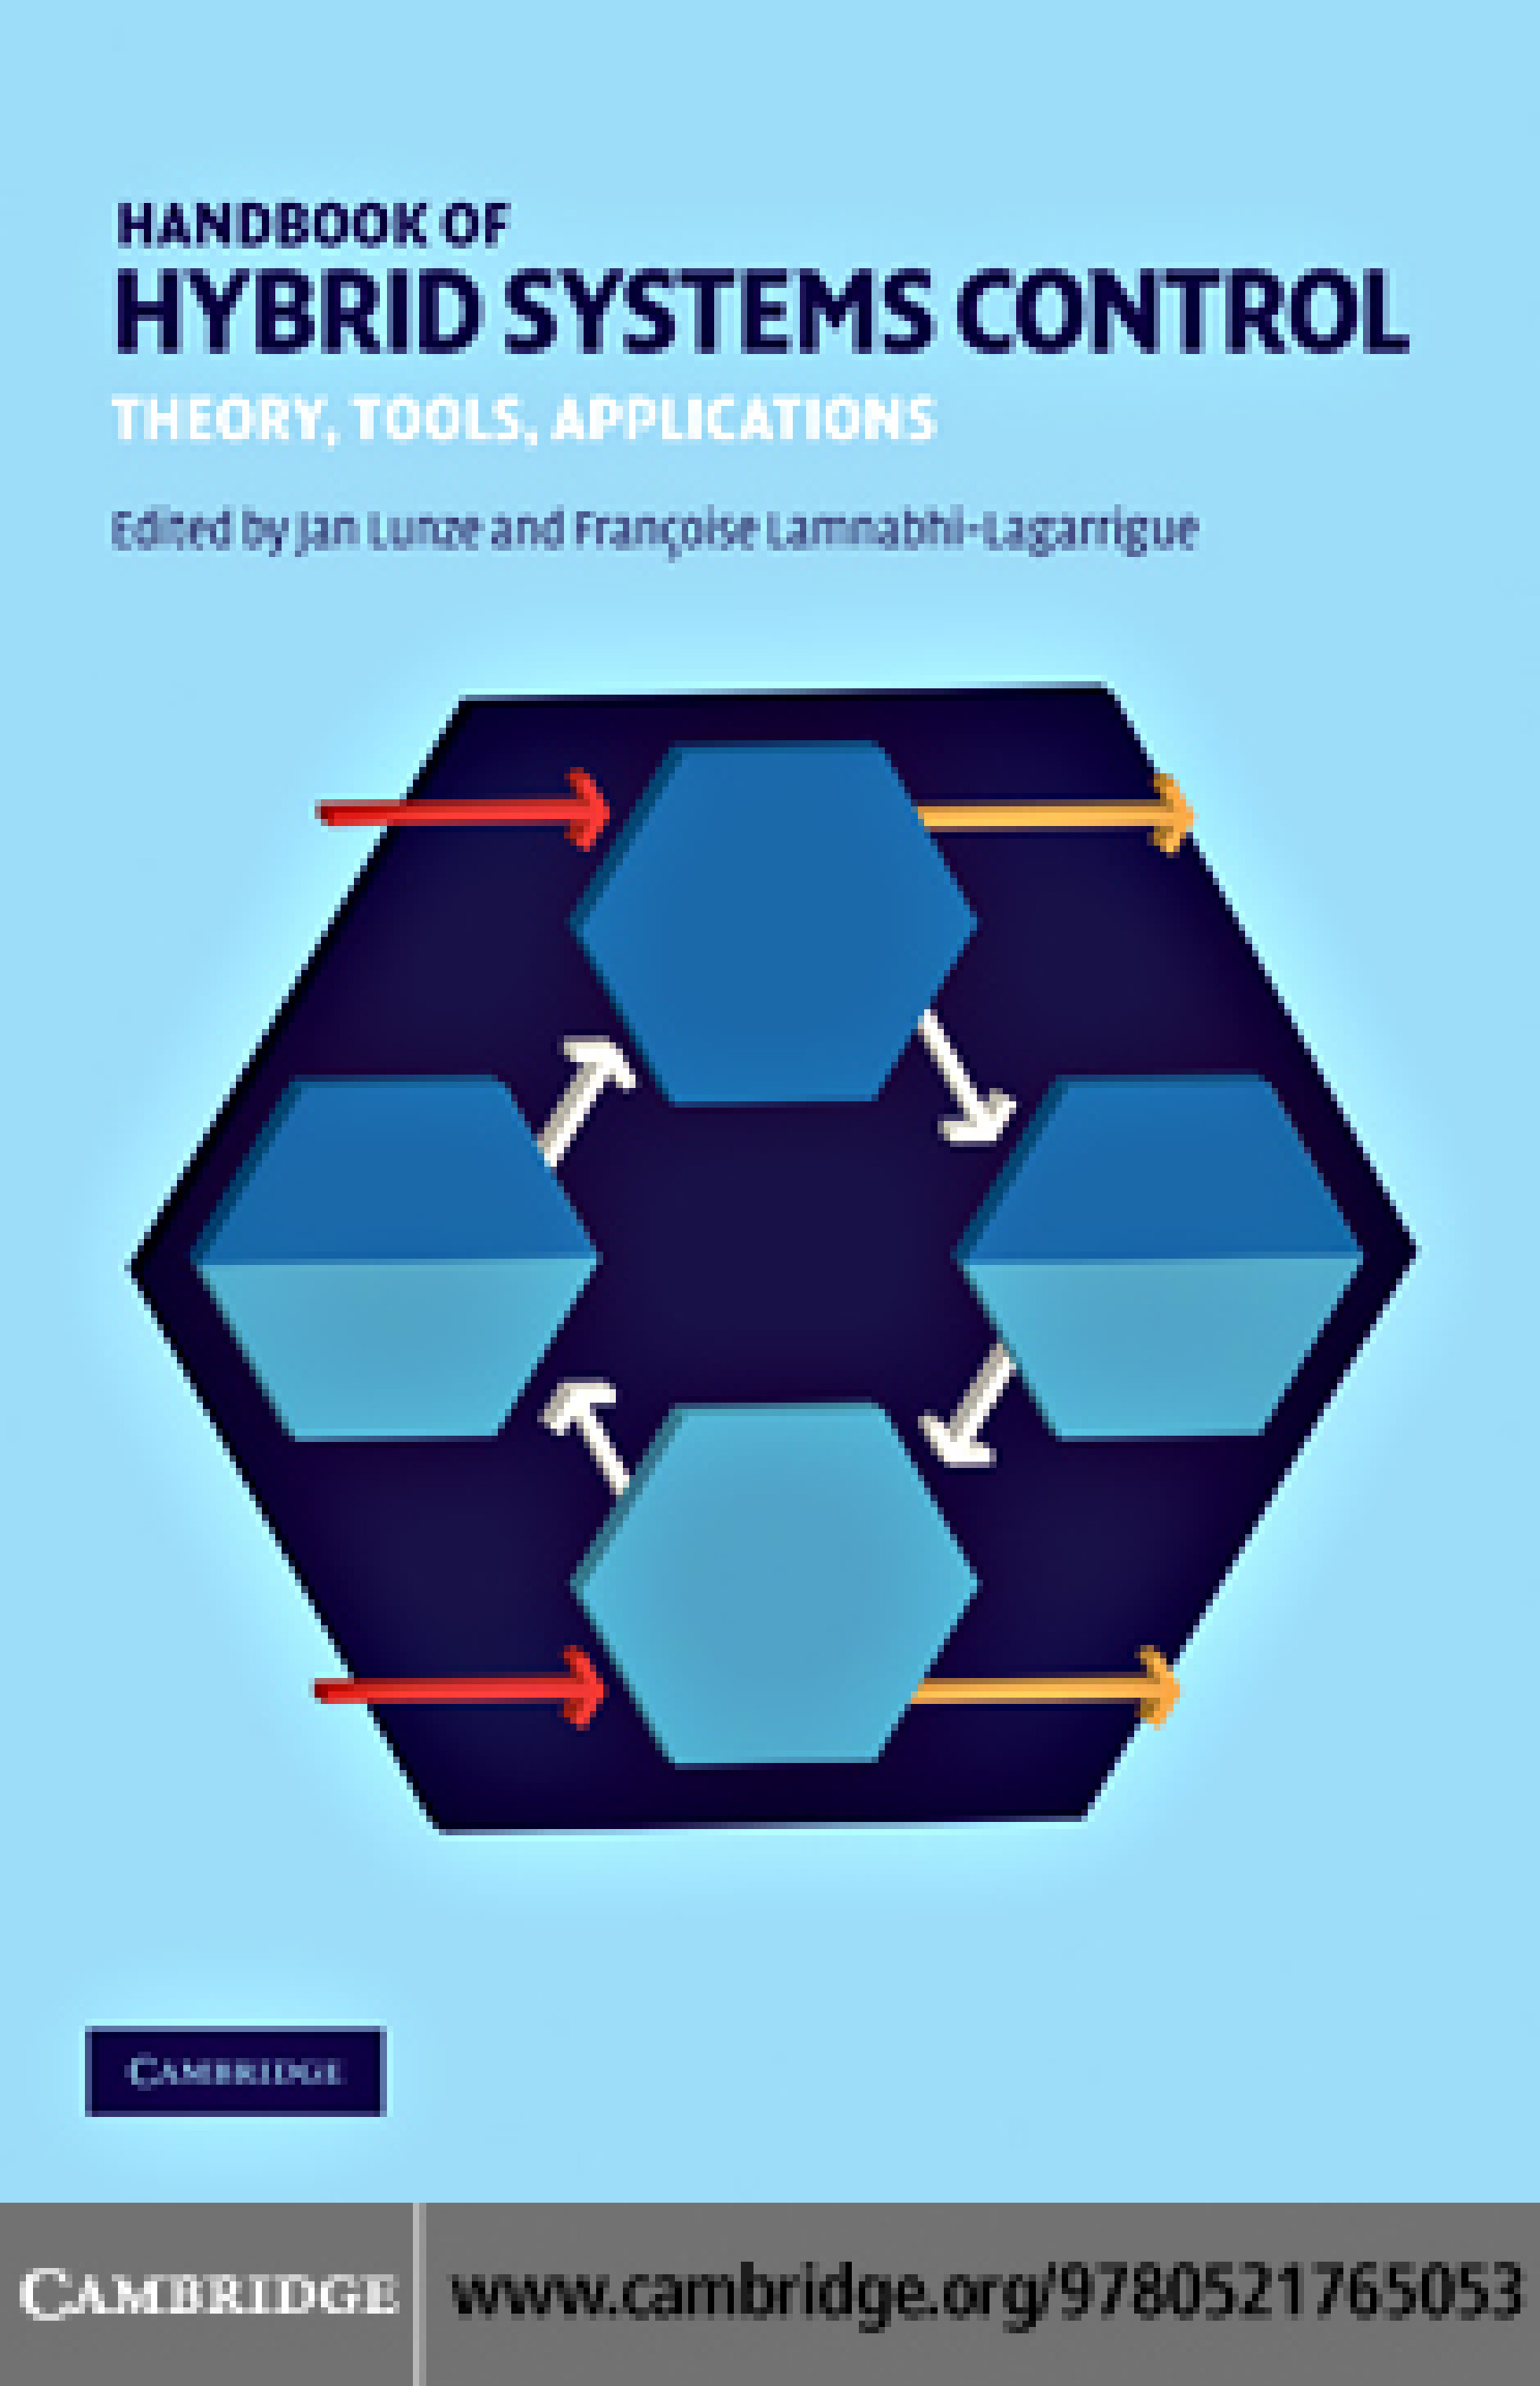 HANDBOOK OF
HYBRID SYSTEMS CONTROL
THEORY, TOOLS, APPLICATIONS
Edited by Jan Lunze and Françoise Lamnabhi-Lagarrigue
CAMBRIDGE
CAMBRIDGE www.cambridge.org/9780521765053